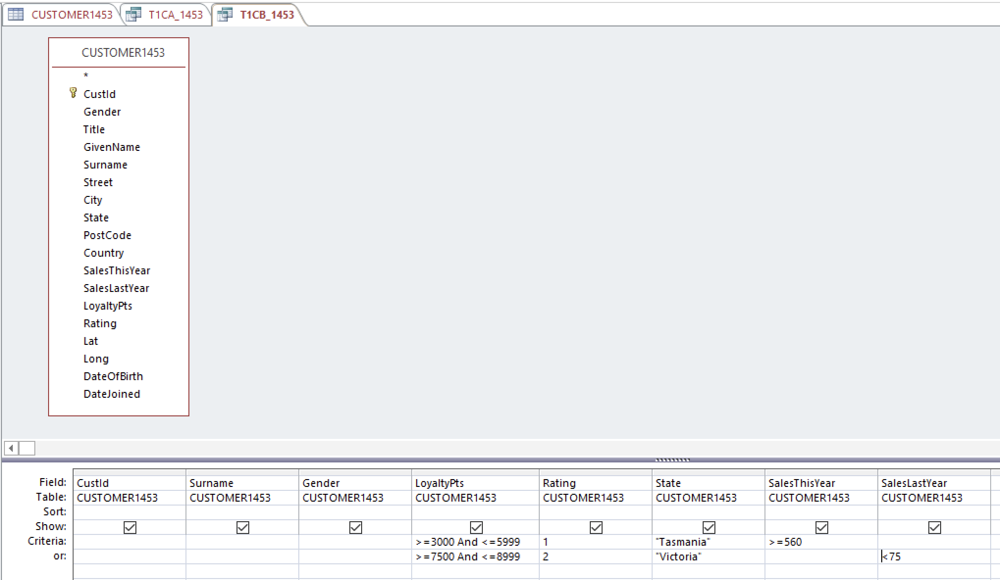 CUSTOMER1453 T1CA_1453 T1CB_1453
CUSTOMER1453
*
CustId
Gender
Title
GivenName
Surname
Street
City
State
PostCode
Country
SalesThisYear
SalesLastYear
LoyaltyPts
Rating
Lat
Long
DateOfBirth
DateJoined
Field: CustId Surname Gender LoyaltyPts Rating State SalesThisYear SalesLastYear
Table: CUSTOMER1453 CUSTOMER1453 CUSTOMER1453 CUSTOMER1453 CUSTOMER1453 CUSTOMER1453 CUSTOMER1453 CUSTOMER1453
Sort:
Show:
Criteria: >=3000 And <=5999 1 "Tasmania" >=560
or: >=7500 And <=8999 2 "Victoria" <75